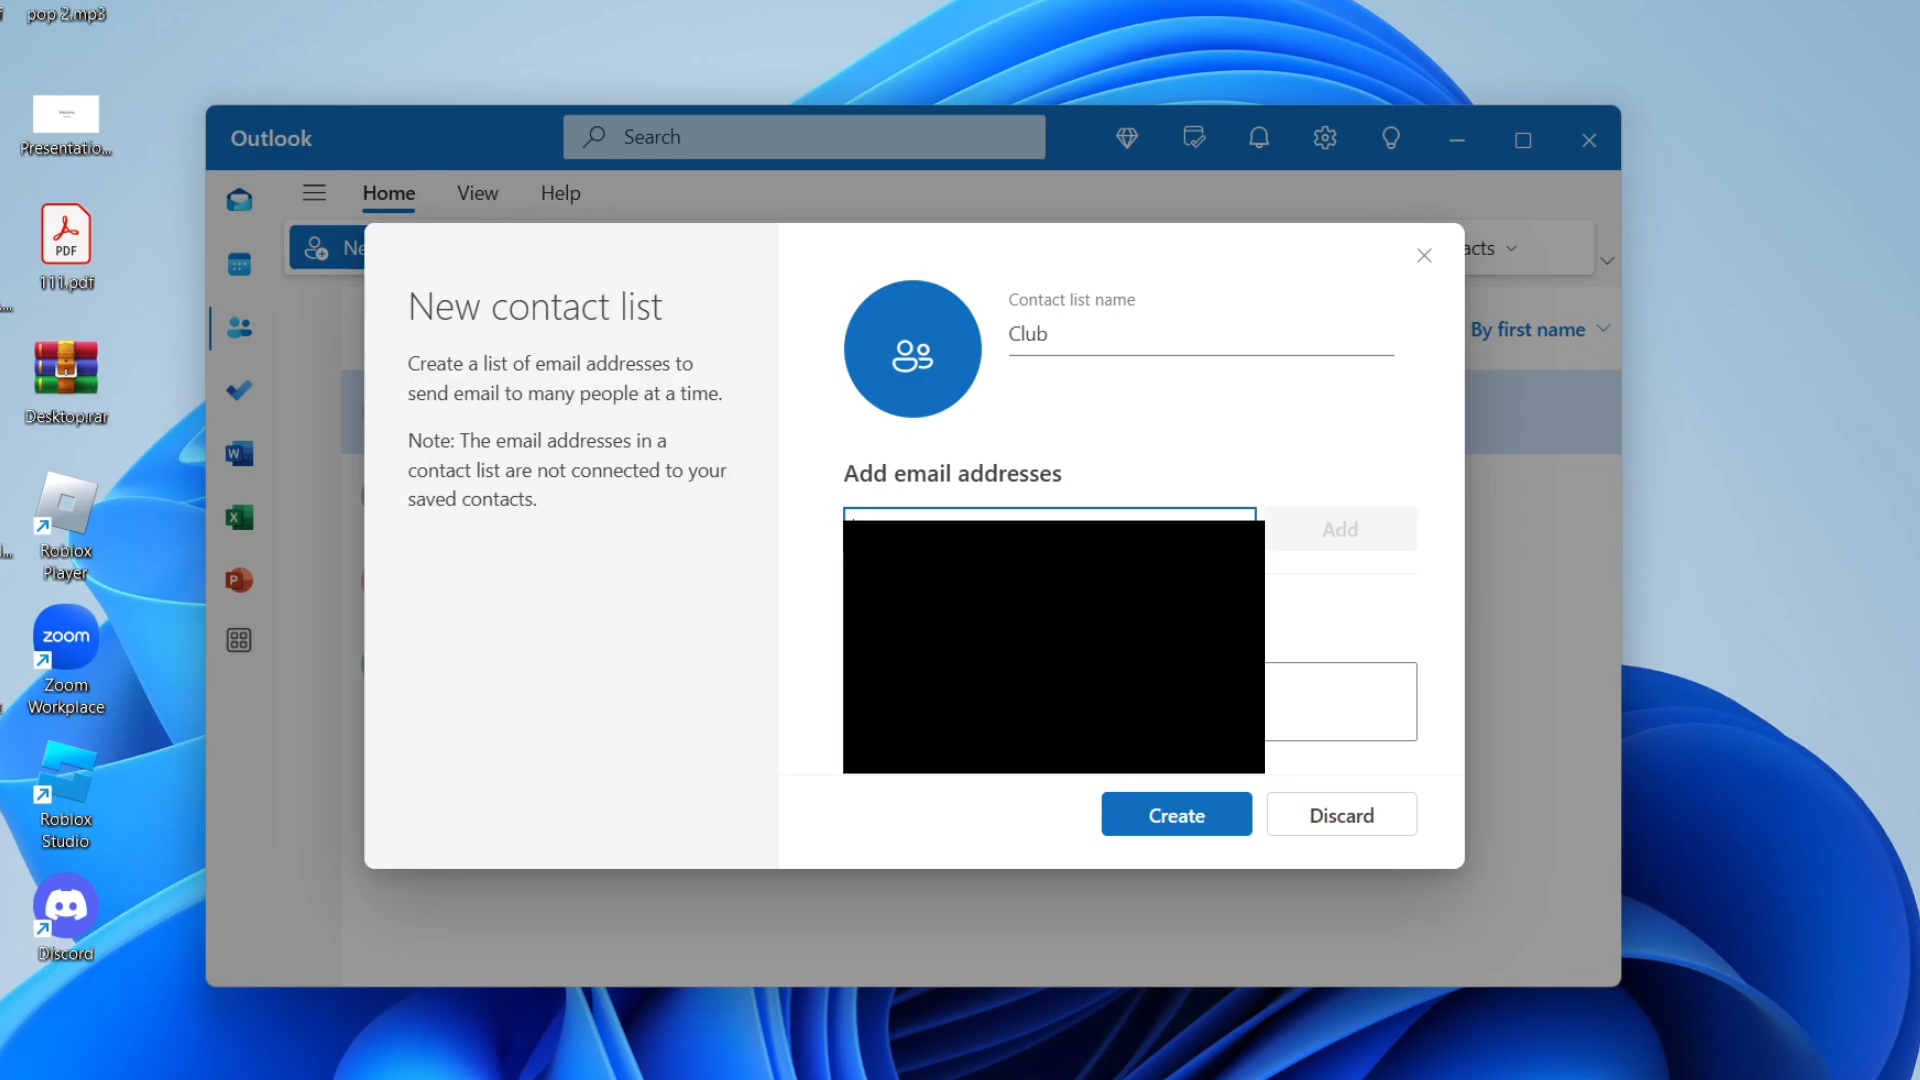 pop 2.mp3
Presentatio...
PDF
111.pdf
Desktop.rar
Roblox
Player
zoom
Zoom
Workplace
Roblox
Studio
Discord
Outlook
Search
Home
View
Help
Ne
acts
By first name
New contact list
Create a list of email addresses to
send email to many people at a time.
Note: The email addresses in a
contact list are not connected to your
saved contacts.
Contact list name
Club
Add email addresses
Add
Create
Discard